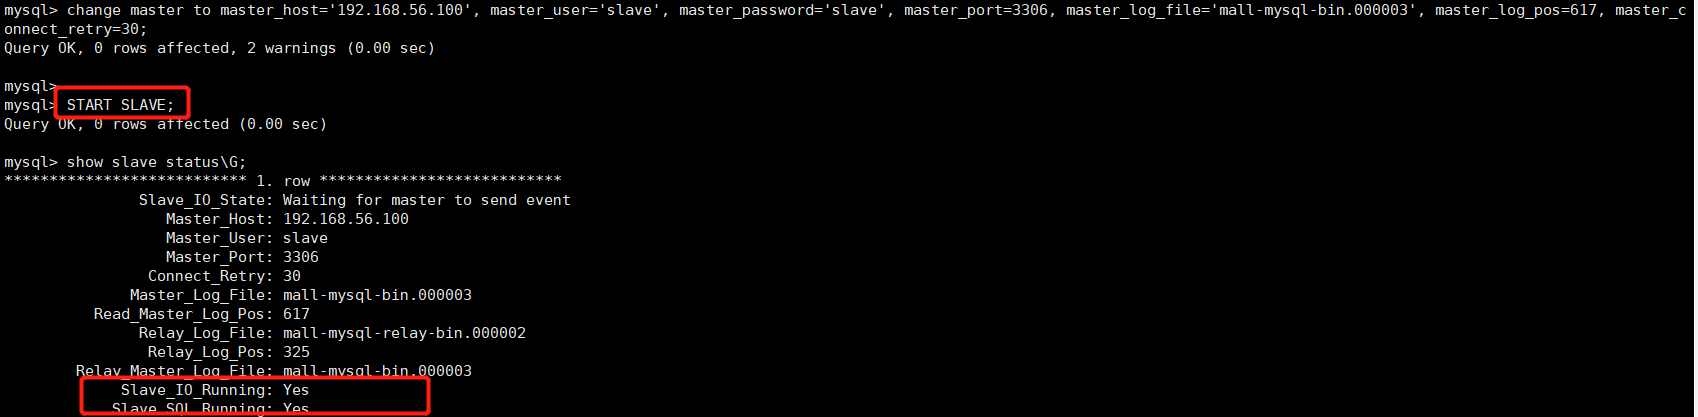 mysql> change master to master_host='192.168.56.100', master_user='slave', master_password='slave', master_port=3306, master_log_file='mall-mysql-bin.000003', master_log_pos=617, master_c
onnect_retry=30;
Query OK, 0 rows affected, 2 warnings (0.00 sec)
mysql>
mysql> START SLAVE;
Query OK, 0 rows affected (0.00 sec)
mysql> show slave status\G;
*************************** 1. row ***************************
Slave_IO_State: Waiting for master to send event
Master_Host: 192.168.56.100
Master_User: slave
Master_Port: 3306
Connect_Retry: 30
Master_Log_File: mall-mysql-bin.000003
Read_Master_Log_Pos: 617
Relay_Log_File: mall-mysql-relay-bin.000002
Relay_Log_Pos: 325
Relay_Master_Log_File: mall-mysql-bin.000003
Slave_IO_Running: Yes
Slave_SQL_Running: Yes